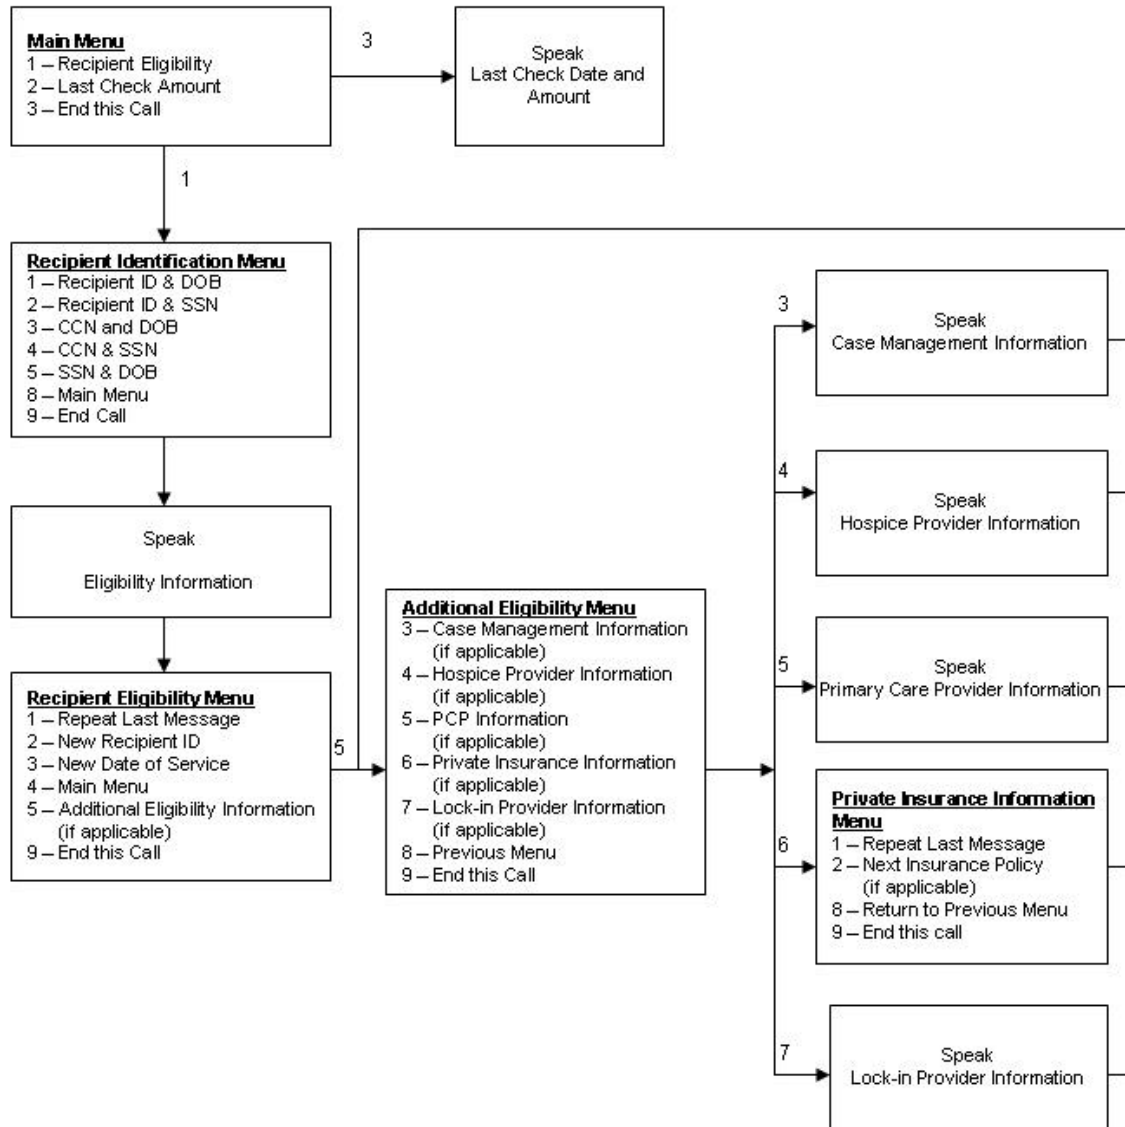 Main Menu
1 – Recipient Eligibility
2 – Last Check Amount
3 – End this Call
3
Speak
Last Check Date and
Amount
1
Recipient Identification Menu
1 – Recipient ID & DOB
2 – Recipient ID & SSN
3 – CCN and DOB
4 – CCN & SSN
5 – SSN & DOB
8 – Main Menu
9 – End Call
Speak
Eligibility Information
Recipient Eligibility Menu
1 – Repeat Last Message
2 – New Recipient ID
3 – New Date of Service
4 – Main Menu
5 – Additional Eligibility Information
(if applicable)
9 – End this Call
5
Additional Eligibility Menu
3 – Case Management Information
(if applicable)
4 – Hospice Provider Information
(if applicable)
5 – PCP Information
(if applicable)
6 – Private Insurance Information
(if applicable)
7 – Lock-in Provider Information
(if applicable)
8 – Previous Menu
9 – End this Call
3
Speak
Case Management Information
4
Speak
Hospice Provider Information
5
Speak
Primary Care Provider Information
6
Private Insurance Information
Menu
1 – Repeat Last Message
2 – Next Insurance Policy
(if applicable)
8 – Return to Previous Menu
9 – End this call
7
Speak
Lock-in Provider Information